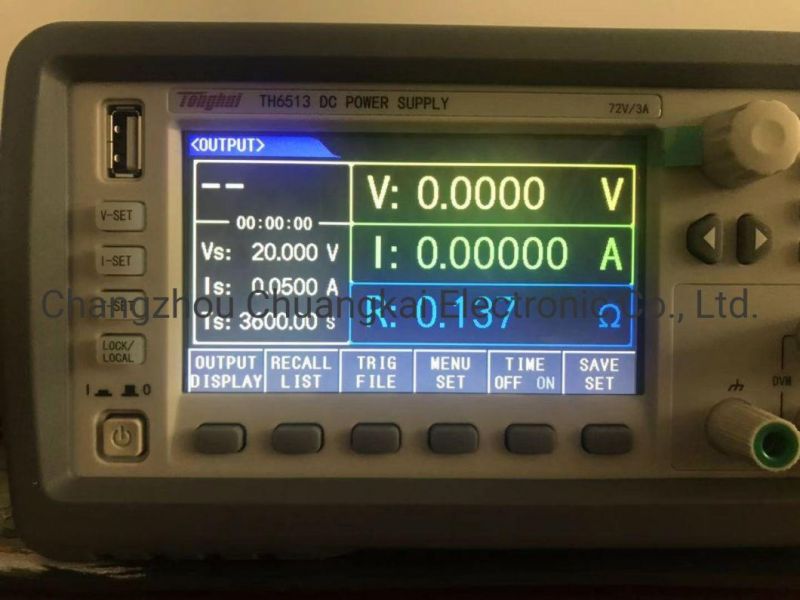 Tonghui TH6513 DC POWER SUPPLY 72V/3A
<OUTPUT>
--
00:00:00
Vs: 20.000 V
Is: 0.0500 A
Ts: 3600.00 s
V: 0.0000 V
I: 0.00000 A
R: 0.137 Ω
OUTPUT DISPLAY
RECALL LIST
TRIG FILE
MENU SET
TIME OFF ON
SAVE SET
V-SET
I-SET
LOCK/
LOCAL
I O
DVM
Changzhou Chuangkai Electronic Co., Ltd.